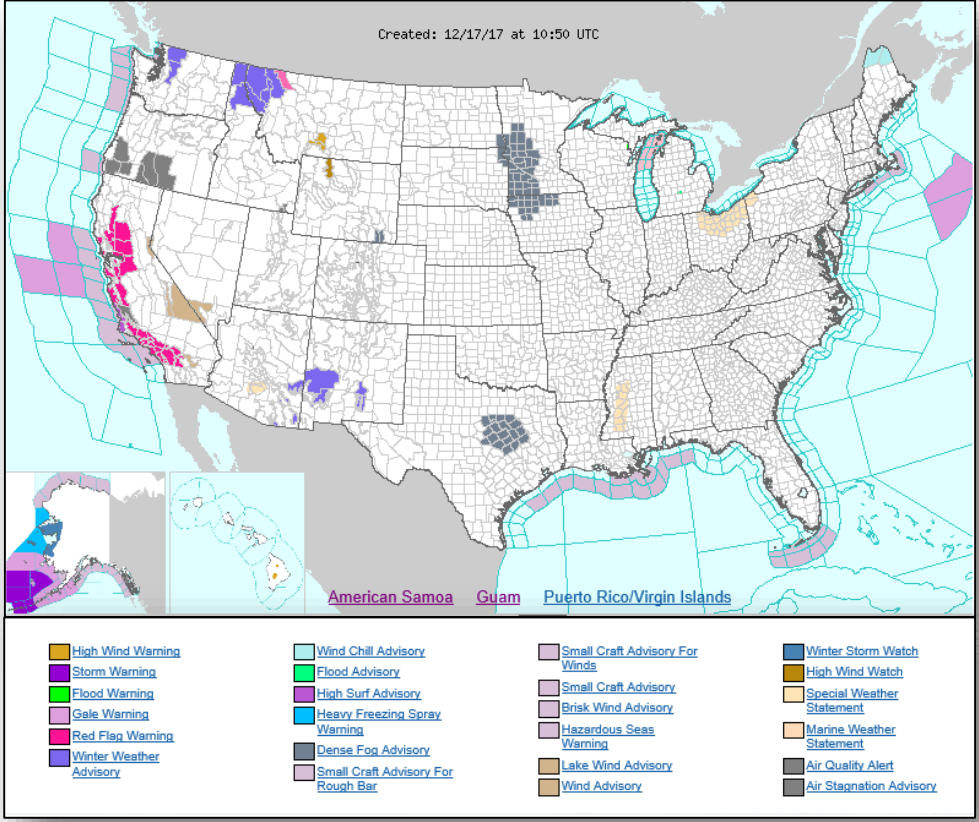 Created: 12/17/17 at 10:50 UTC
American Samoa Guam Puerto Rico/Virgin Islands
High Wind Warning
Storm Warning
Flood Warning
Gale Warning
Red Flag Warning
Winter Weather
Advisory
Wind Chill Advisory
Flood Advisory
High Surf Advisory
Heavy Freezing Spray
Warning
Dense Fog Advisory
Small Craft Advisory For
Rough Bar
Small Craft Advisory For
Winds
Small Craft Advisory
Brisk Wind Advisory
Hazardous Seas
Warning
Lake Wind Advisory
Wind Advisory
Winter Storm Watch
High Wind Watch
Special Weather
Statement
Marine Weather
Statement
Air Quality Alert
Air Stagnation Advisory